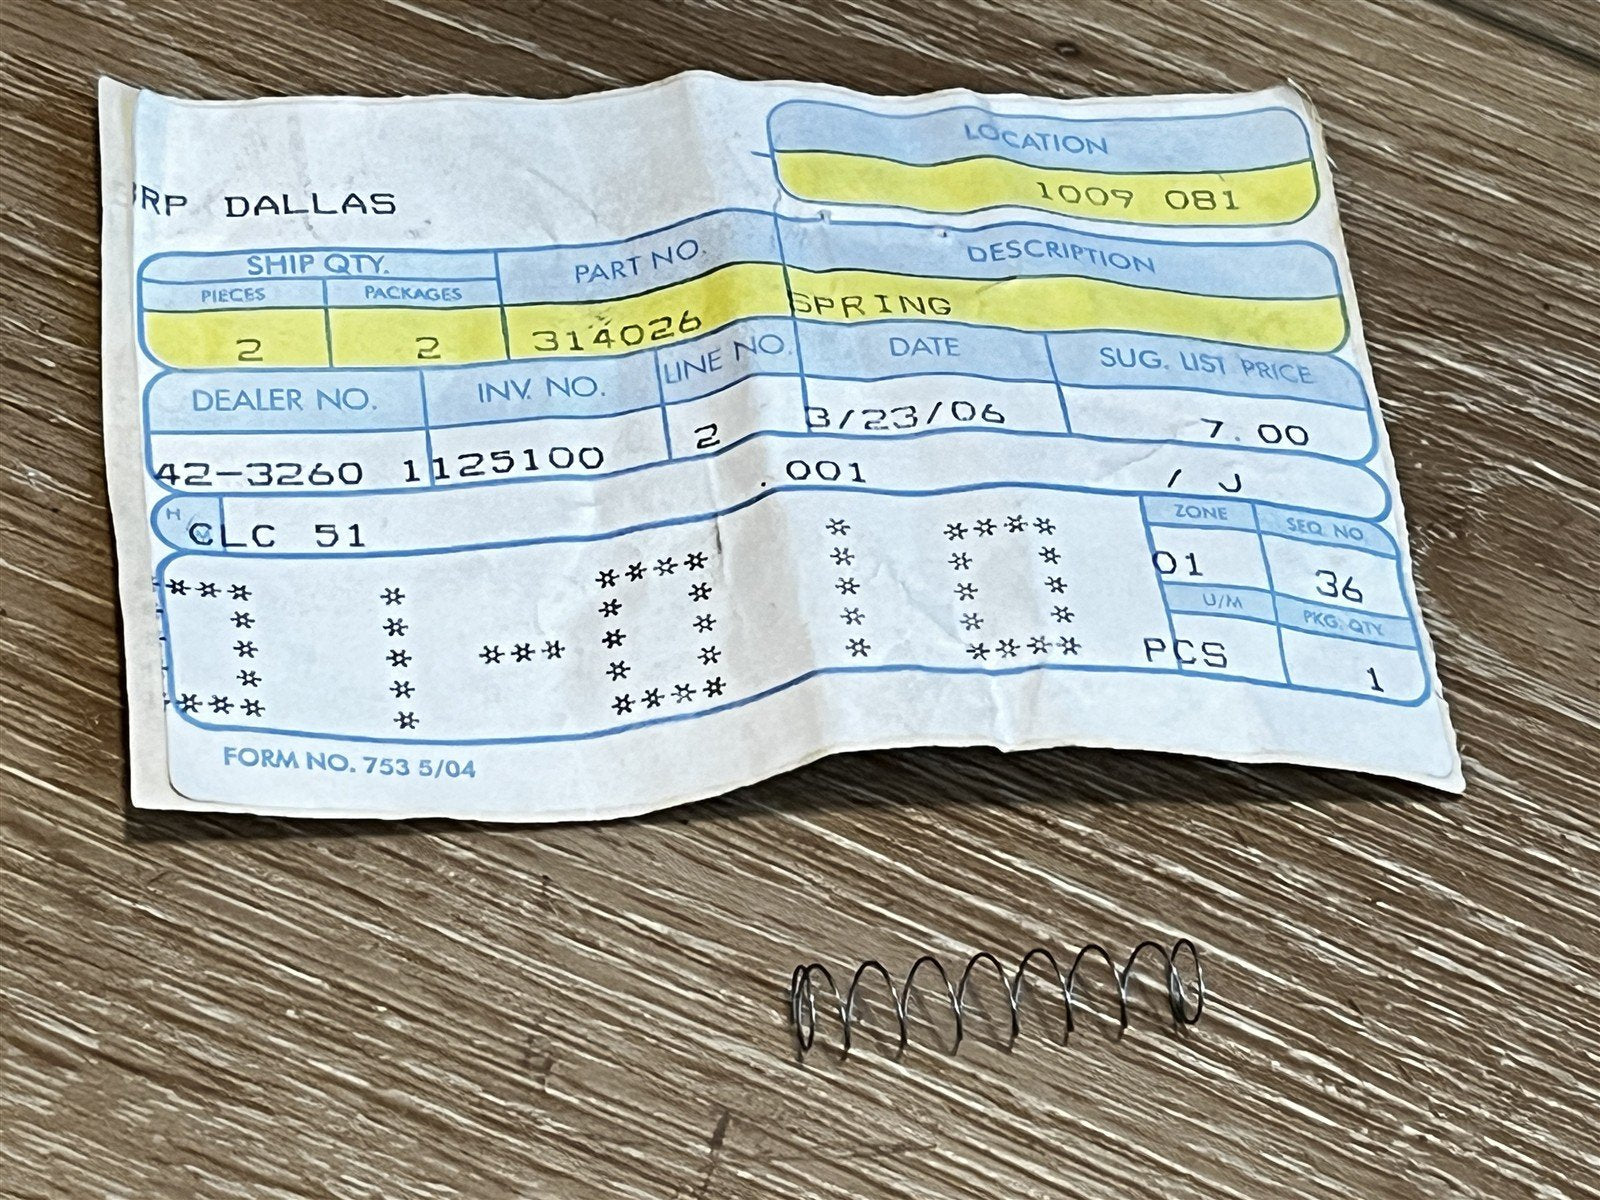 BRP DALLAS
LOCATION
1009 081
SHIP QTY.
PIECES PACKAGES PART NO. DESCRIPTION
2 2 314026 SPRING
DEALER NO. INV. NO. LINE NO. DATE SUG. LIST PRICE
42-3260 1125100 2 3/23/06 7.00
.001 / J
H/M CLC 51
ZONE SEQ. NO.
01 36
U/M PKG. QTY
PCS 1
FORM NO. 753 5/04